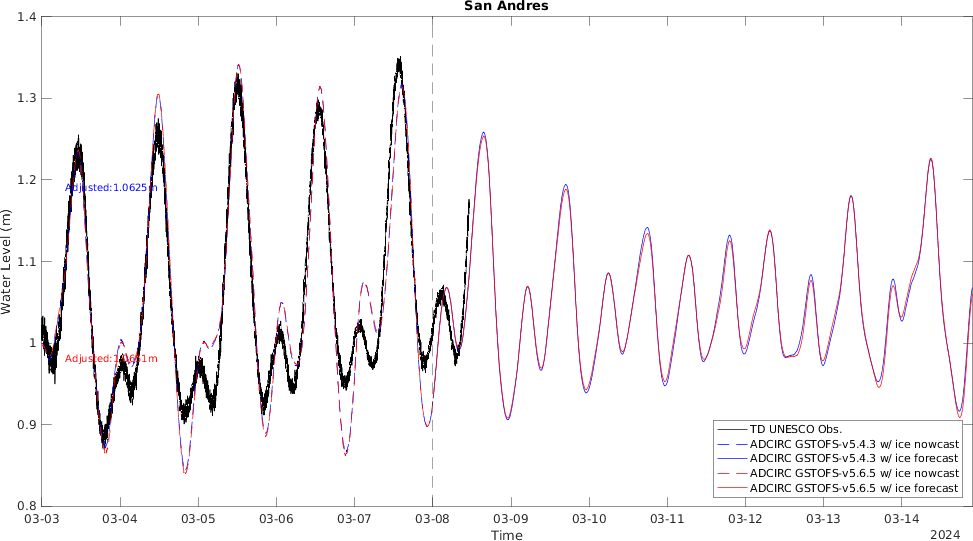 San Andres
Water Level (m)
1.4
1.3
1.2
1.1
1
0.9
0.8
Adjusted:1.0625m
TD UNESCO Obs.
ADCIRC GSTOFS-v5.4.3 w/ ice nowcast
ADCIRC GSTOFS-v5.4.3 w/ ice forecast
ADCIRC GSTOFS-v5.6.5 w/ ice nowcast
ADCIRC GSTOFS-v5.6.5 w/ ice forecast
03-03 03-04 03-05 03-06 03-07 03-08 03-09 03-10 03-11 03-12 03-13 03-14
Time
2024